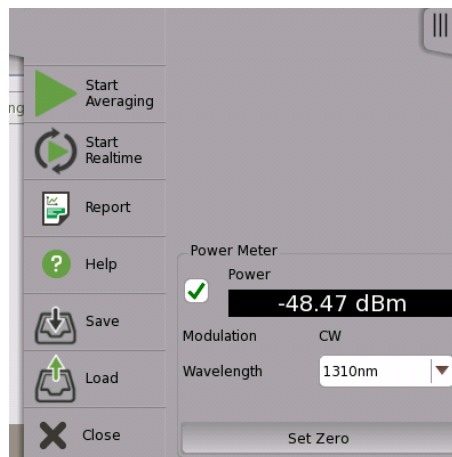 ng
Start
Averaging
Start
Realtime
Report
Help
Save
Load
Close
Power Meter
Power
-48.47 dBm
Modulation CW
Wavelength 1310nm
Set Zero